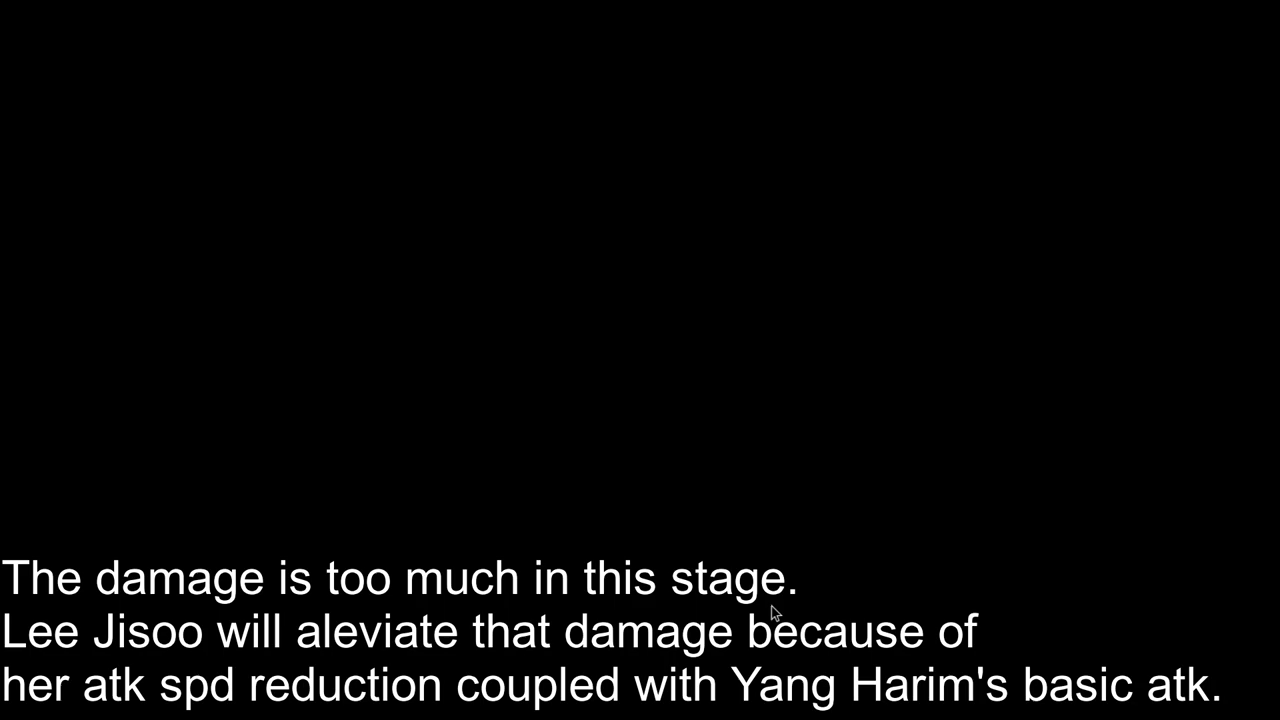 The damage is too much in this stage.
Lee Jisoo will aleviate that damage because of
her atk spd reduction coupled with Yang Harim's basic atk.